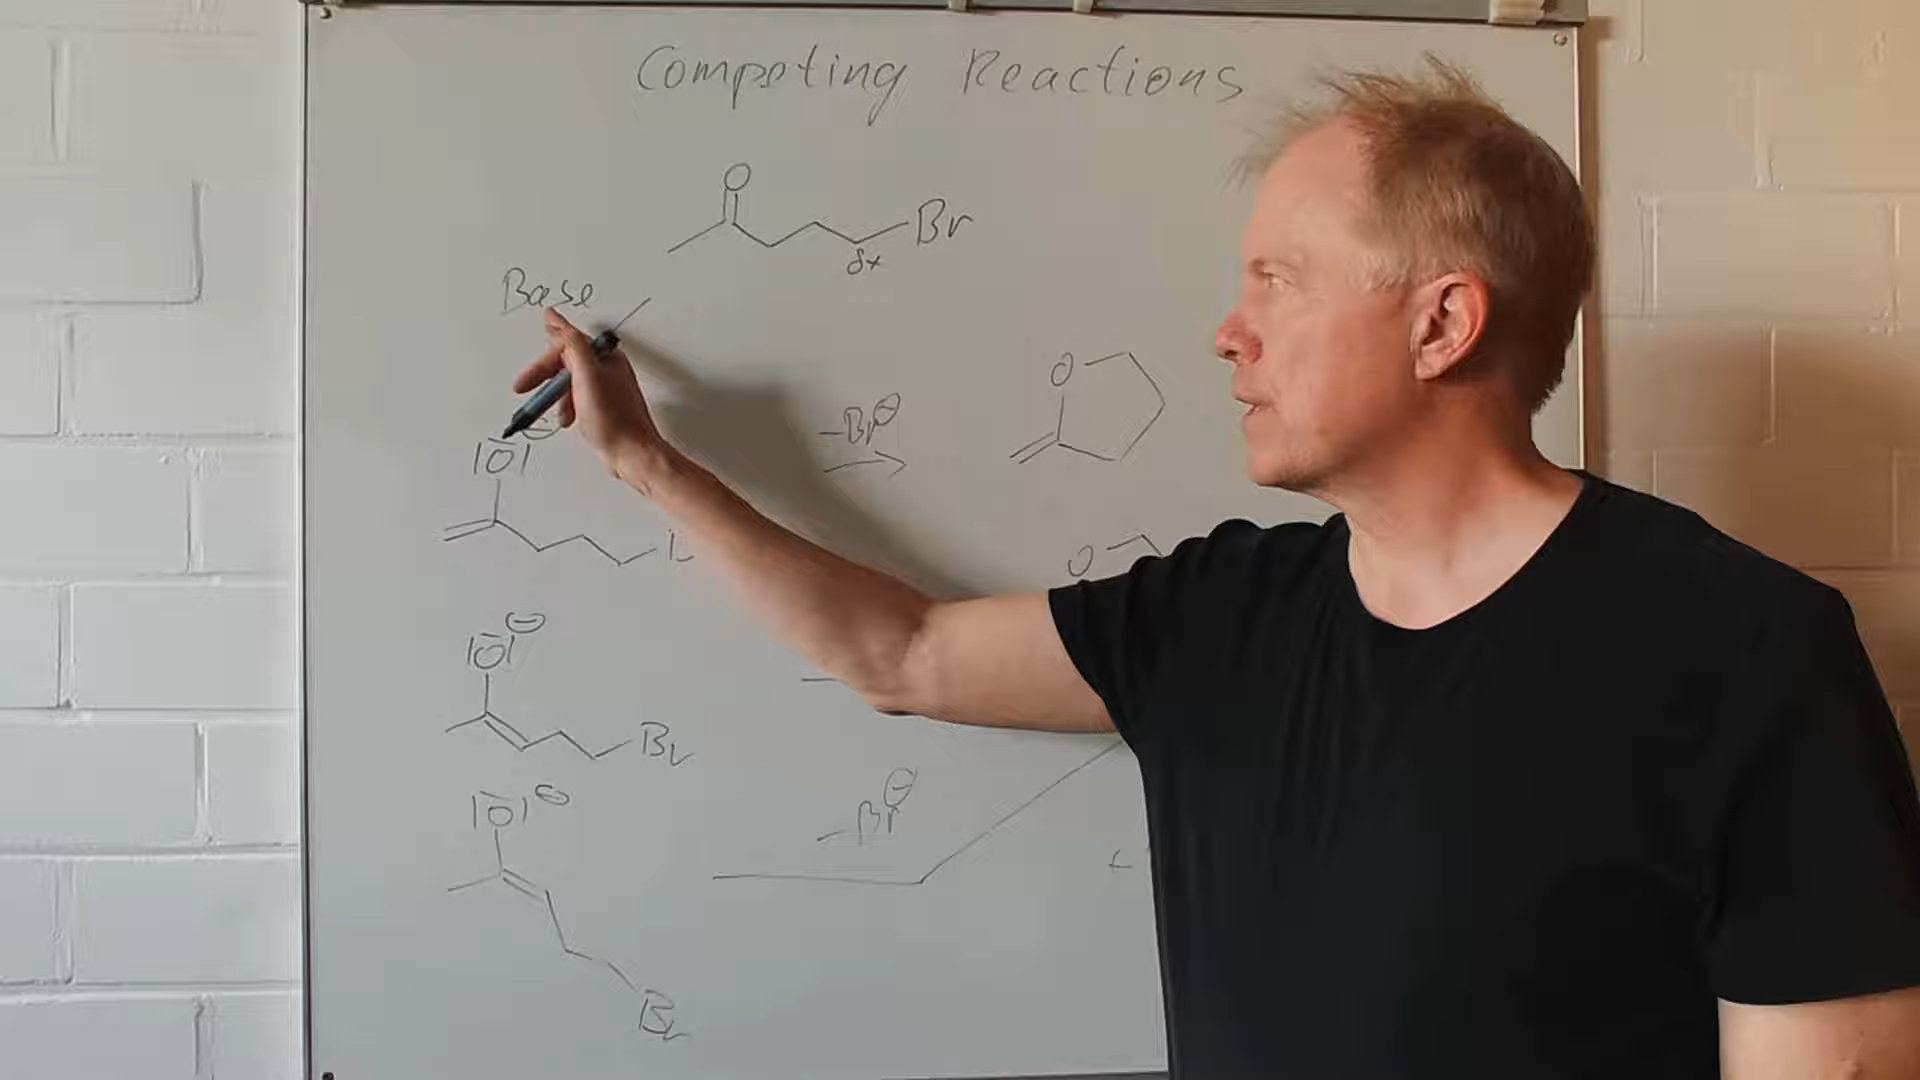 Competing Reactions
O
Br
δ+
Base
-Br⊖
O
|O̅|⊖
O
|O̅|⊖
Br
|O̅|⊖
-Br⊖
Br